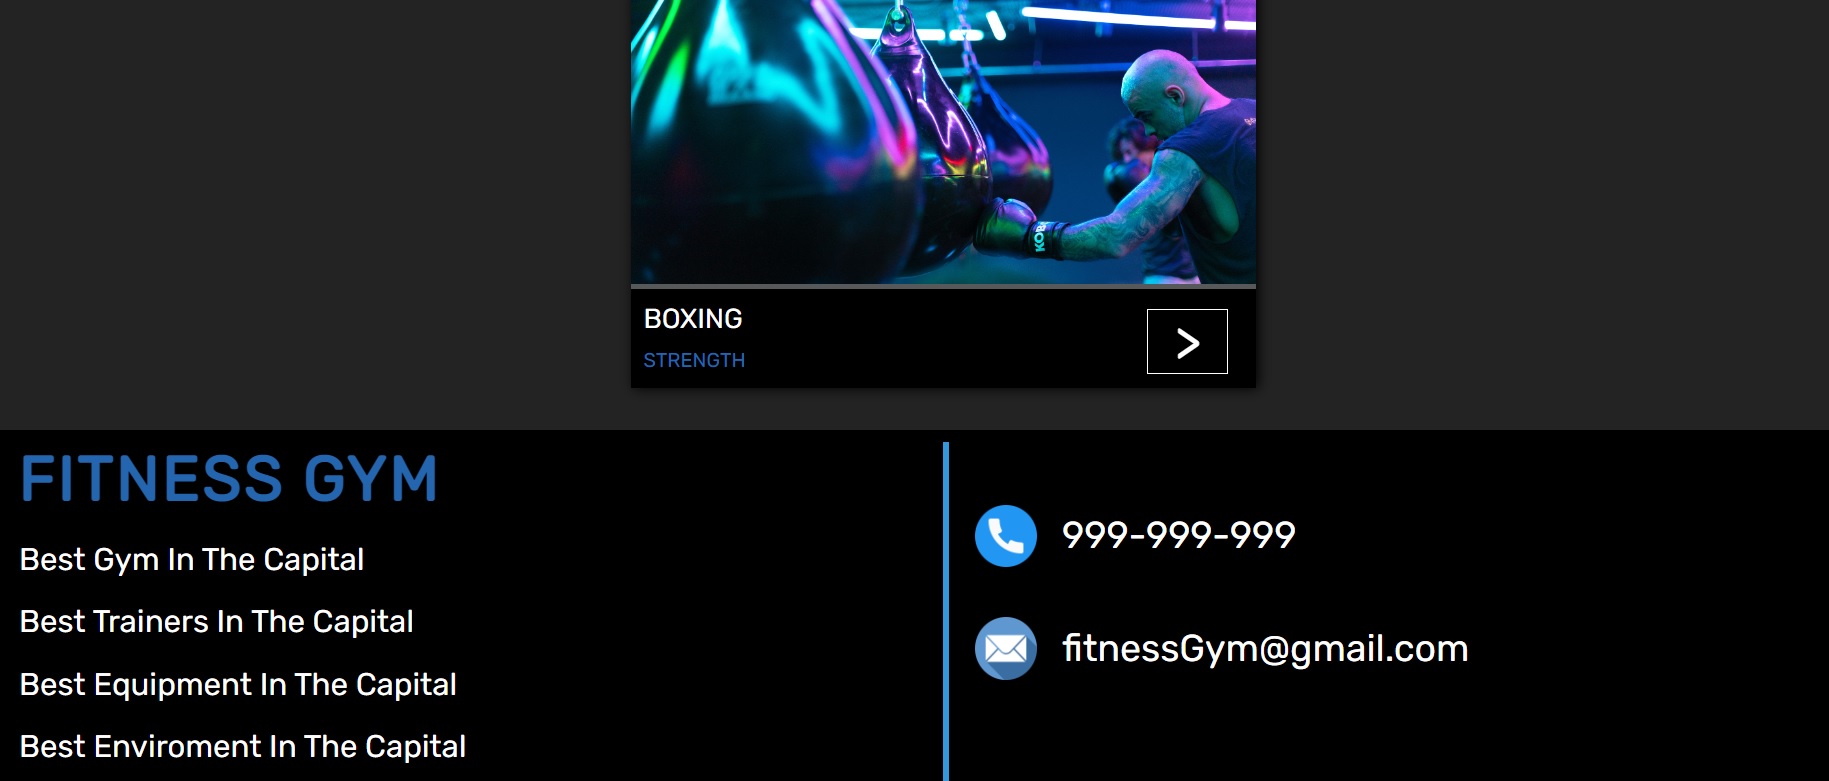 BOXING
STRENGTH
>
FITNESS GYM
Best Gym In The Capital
Best Trainers In The Capital
Best Equipment In The Capital
Best Enviroment In The Capital
999-999-999
fitnessGym@gmail.com